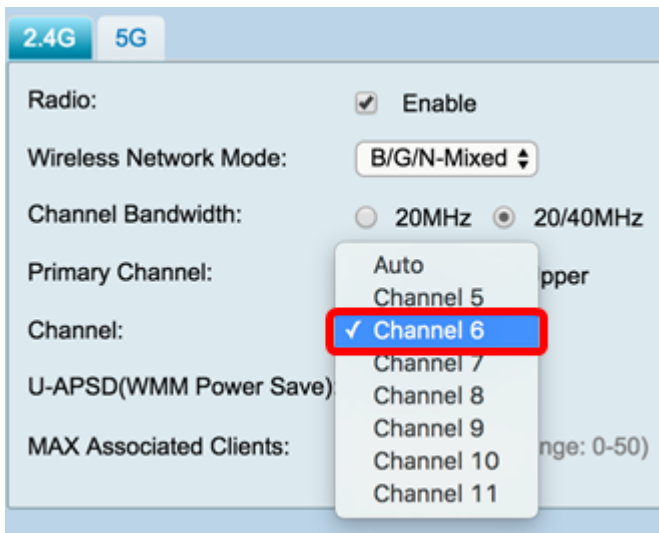 2.4G 5G
Radio: Enable
Wireless Network Mode: B/G/N-Mixed
Channel Bandwidth: 20MHz 20/40MHz
Primary Channel: pper
Channel:
U-APSD(WMM Power Save)
MAX Associated Clients: nge: 0-50)
Auto
Channel 5
✓ Channel 6
Channel 7
Channel 8
Channel 9
Channel 10
Channel 11